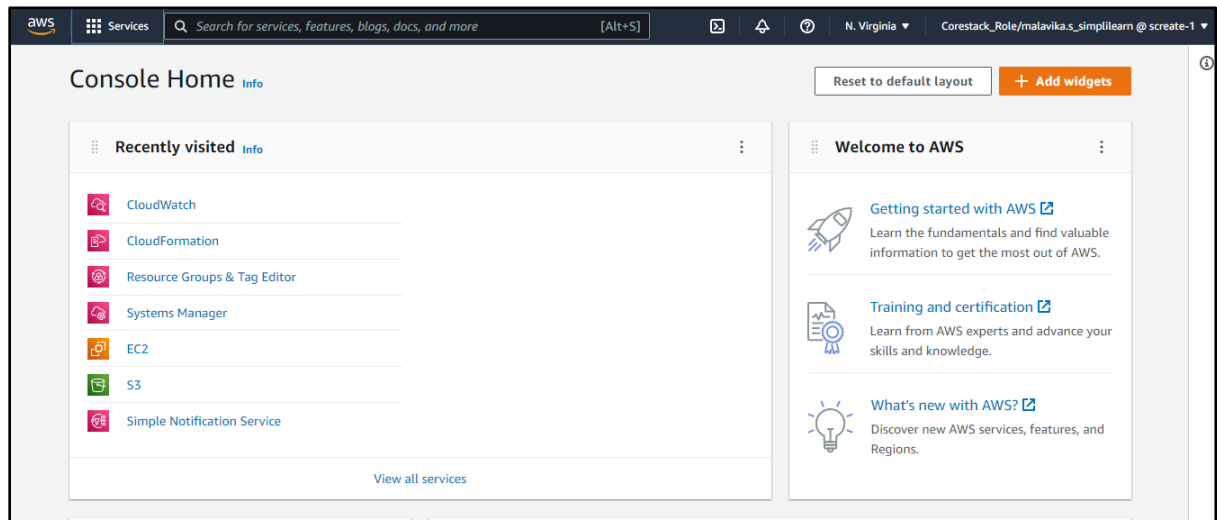 aws Services Search for services, features, blogs, docs, and more [Alt+S] N. Virginia ▼ Corestack_Role/malavika.s_simplilearn @ screate-1 ▼
Console Home Info
Reset to default layout
+ Add widgets
Recently visited Info
CloudWatch
CloudFormation
Resource Groups & Tag Editor
Systems Manager
EC2
S3
Simple Notification Service
View all services
Welcome to AWS
Getting started with AWS
Learn the fundamentals and find valuable
information to get the most out of AWS.
Training and certification
Learn from AWS experts and advance your
skills and knowledge.
What's new with AWS?
Discover new AWS services, features, and
Regions.